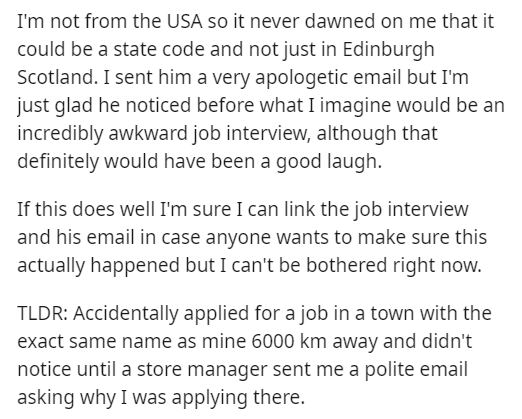 I'm not from the USA so it never dawned on me that it
could be a state code and not just in Edinburgh
Scotland. I sent him a very apologetic email but I'm
just glad he noticed before what I imagine would be an
incredibly awkward job interview, although that
definitely would have been a good laugh.
If this does well I'm sure I can link the job interview
and his email in case anyone wants to make sure this
actually happened but I can't be bothered right now.
TLDR: Accidentally applied for a job in a town with the
exact same name as mine 6000 km away and didn't
notice until a store manager sent me a polite email
asking why I was applying there.